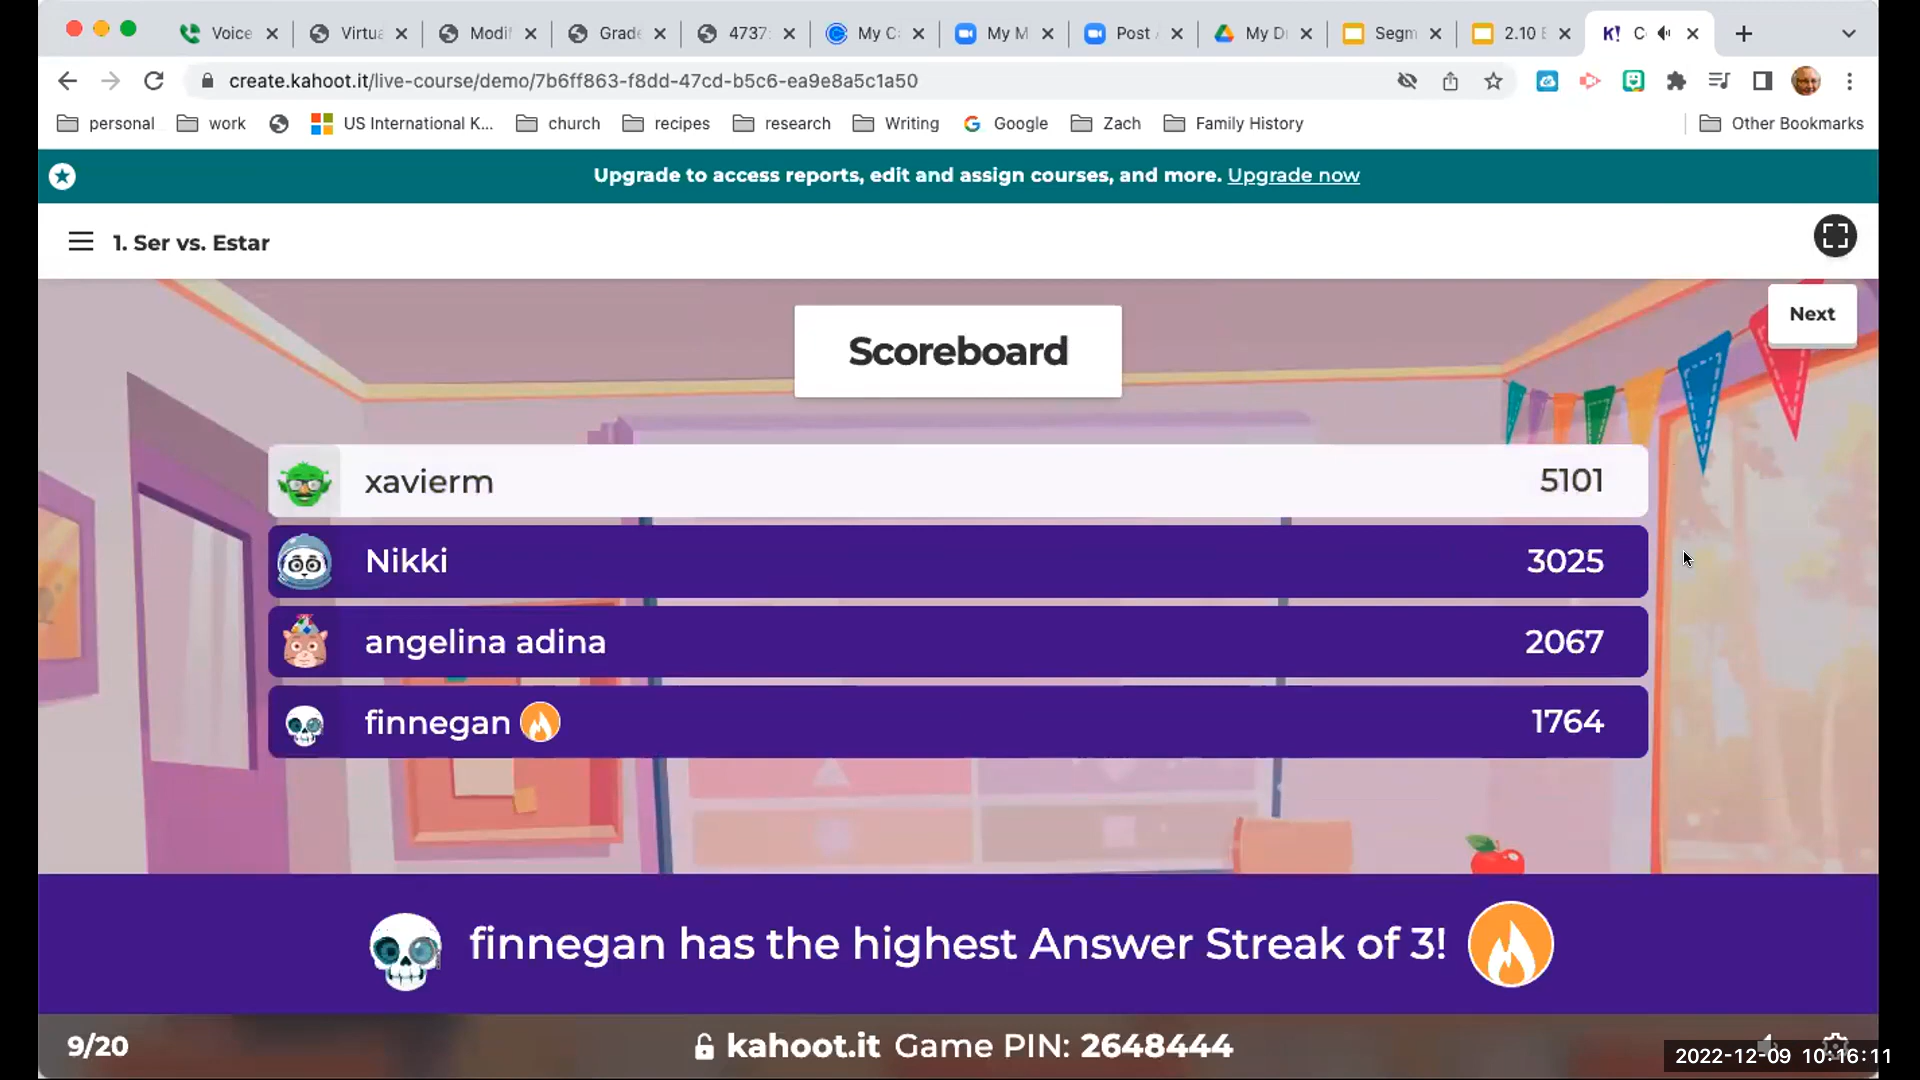 Voice
Virtua
Modif
Grade
4737:
My C
My M
Post
My D
Segm
2.10 E
K!
create.kahoot.it/live-course/demo/7b6ff863-f8dd-47cd-b5c6-ea9e8a5c1a50
personal
work
US International K...
church
recipes
research
Writing
Google
Zach
Family History
Other Bookmarks
Upgrade to access reports, edit and assign courses, and more. Upgrade now
1. Ser vs. Estar
Next
Scoreboard
xavierm 5101
Nikki 3025
angelina adina 2067
finnegan 1764
finnegan has the highest Answer Streak of 3!
9/20
kahoot.it Game PIN: 2648444
2022-12-09 10:16:11